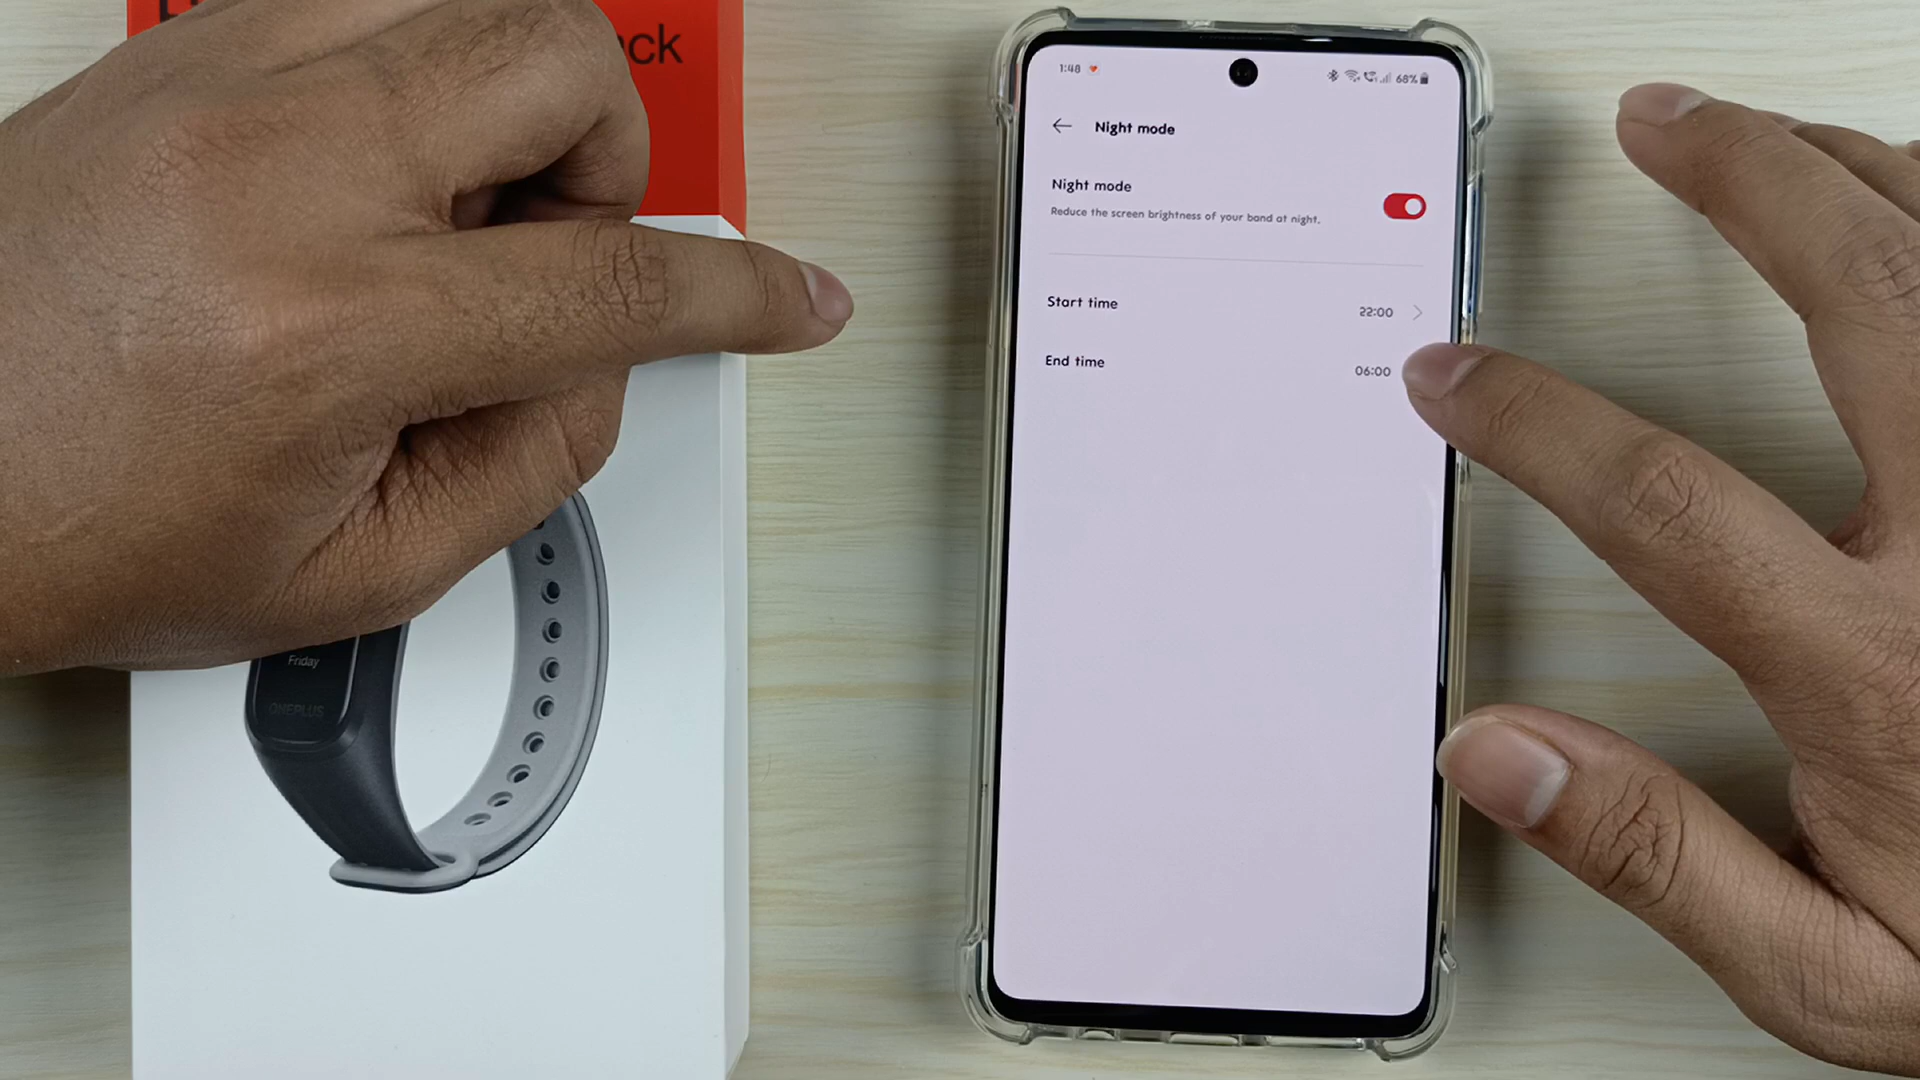 ck
1:48
68%
Night mode
Night mode
Reduce the screen brightness of your band at night.
Start time
22:00
End time
06:00
Friday
ONEPLUS